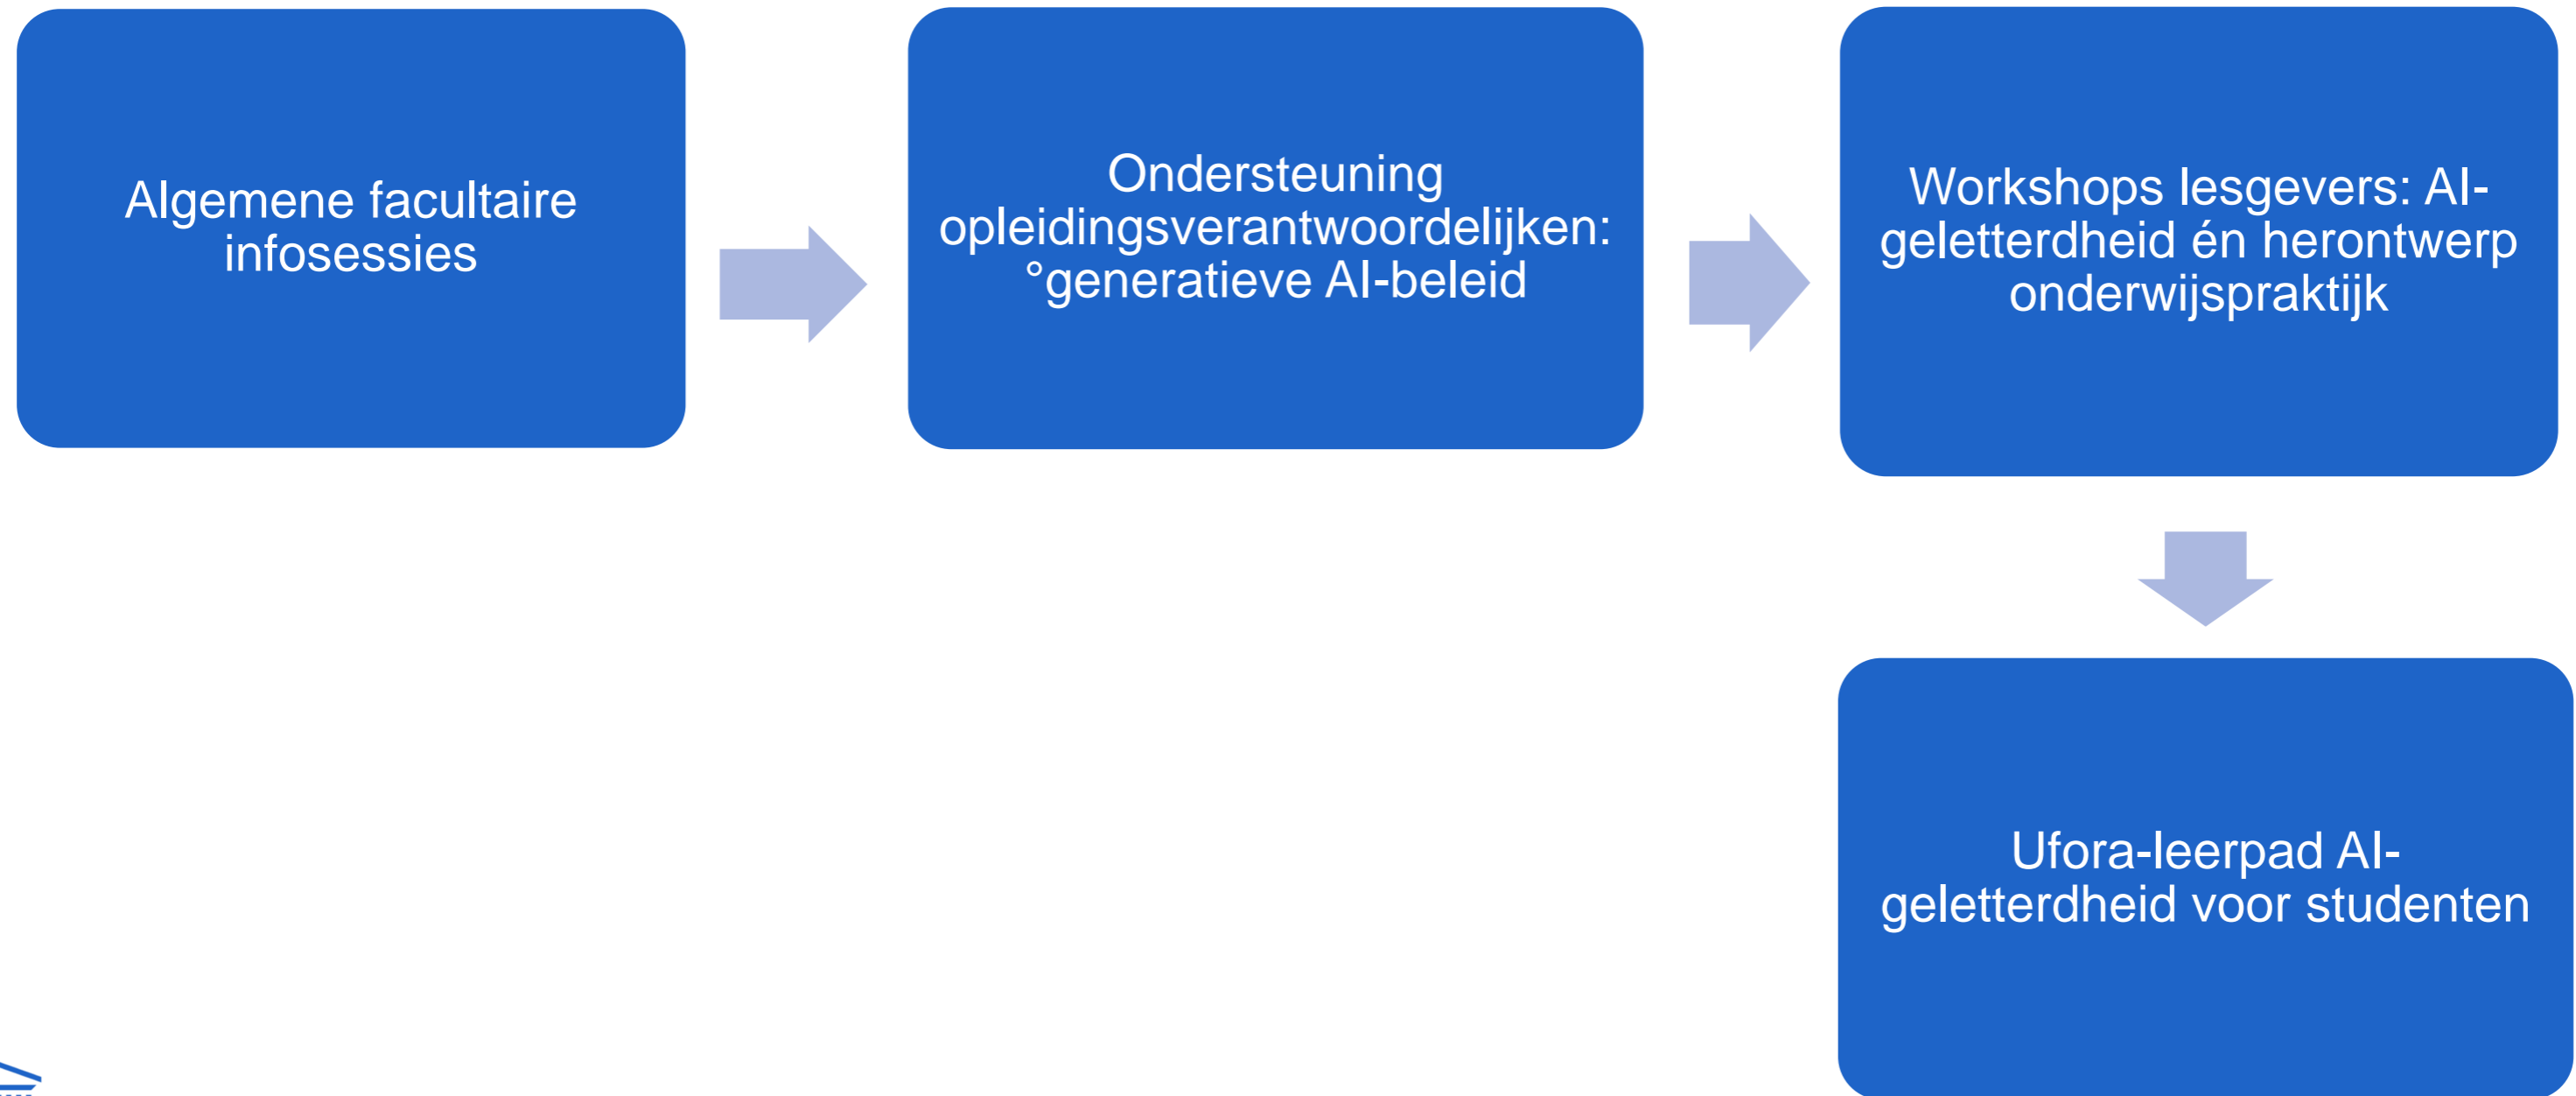 Algemene facultaire
infosessies
Ondersteuning
opleidingsverantwoordelijken:
°generatieve AI-beleid
Workshops lesgevers: AI-
geletterdheid én herontwerp
onderwijspraktijk
Ufora-leerpad AI-
geletterdheid voor studenten